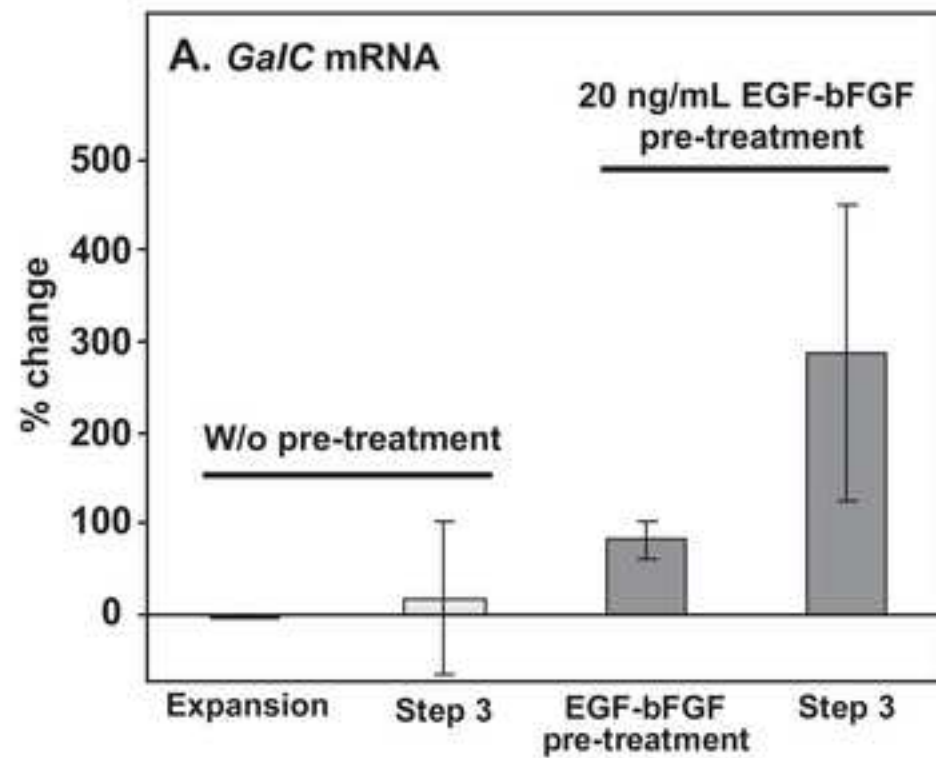 A. GalC mRNA
20 ng/mL EGF-bFGF
pre-treatment
500
400
300
200
100
0
% change
W/o pre-treatment
Expansion
Step 3
EGF-bFGF
pre-treatment
Step 3